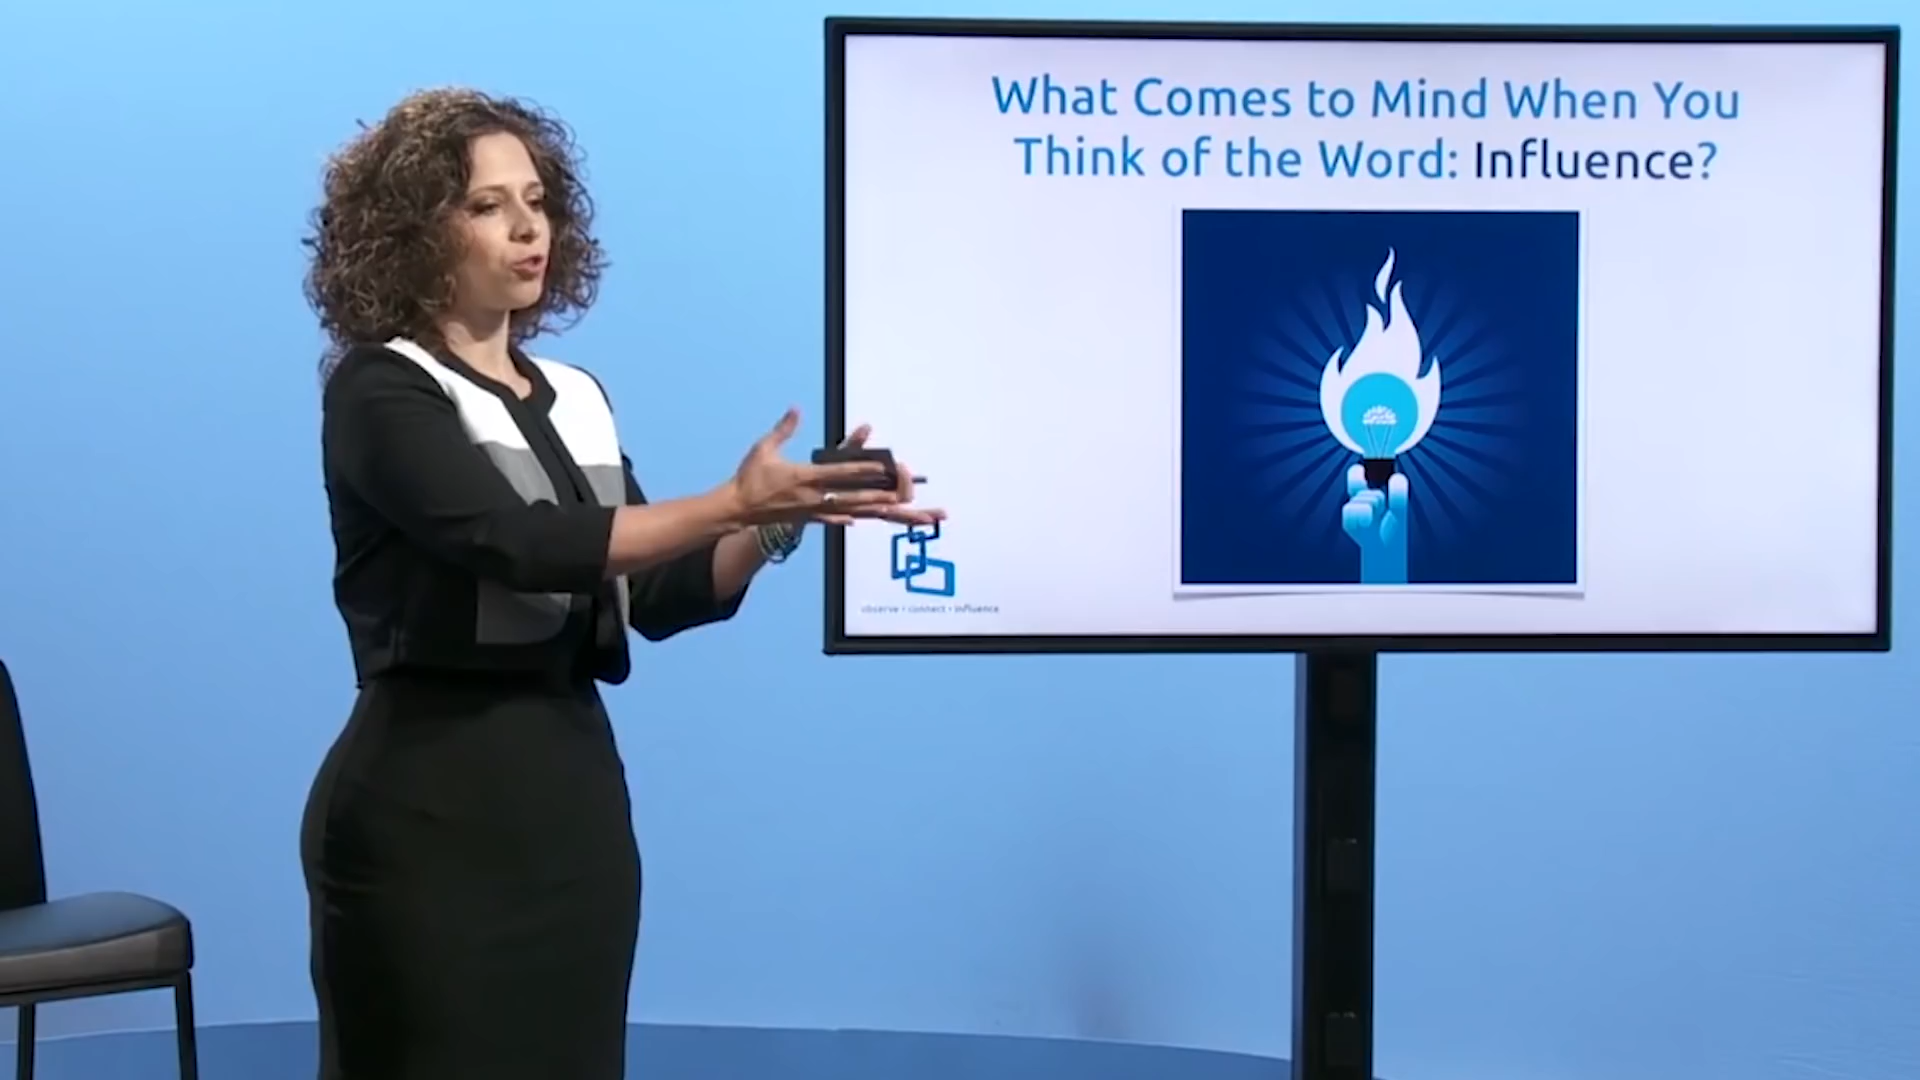 What Comes to Mind When You
Think of the Word: Influence?
observe • connect • influence